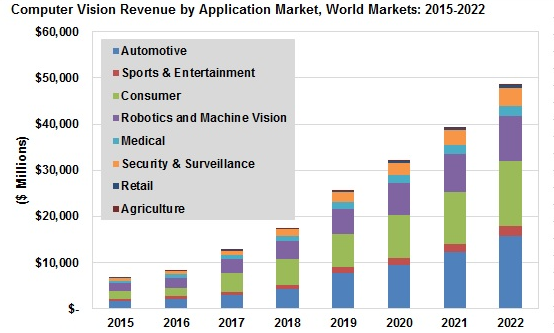 Computer Vision Revenue by Application Market, World Markets: 2015-2022
$60,000
$50,000
$40,000
$30,000
$20,000
$10,000
$-
($ Millions)
Automotive
Sports & Entertainment
Consumer
Robotics and Machine Vision
Medical
Security & Surveillance
Retail
Agriculture
2015 2016 2017 2018 2019 2020 2021 2022